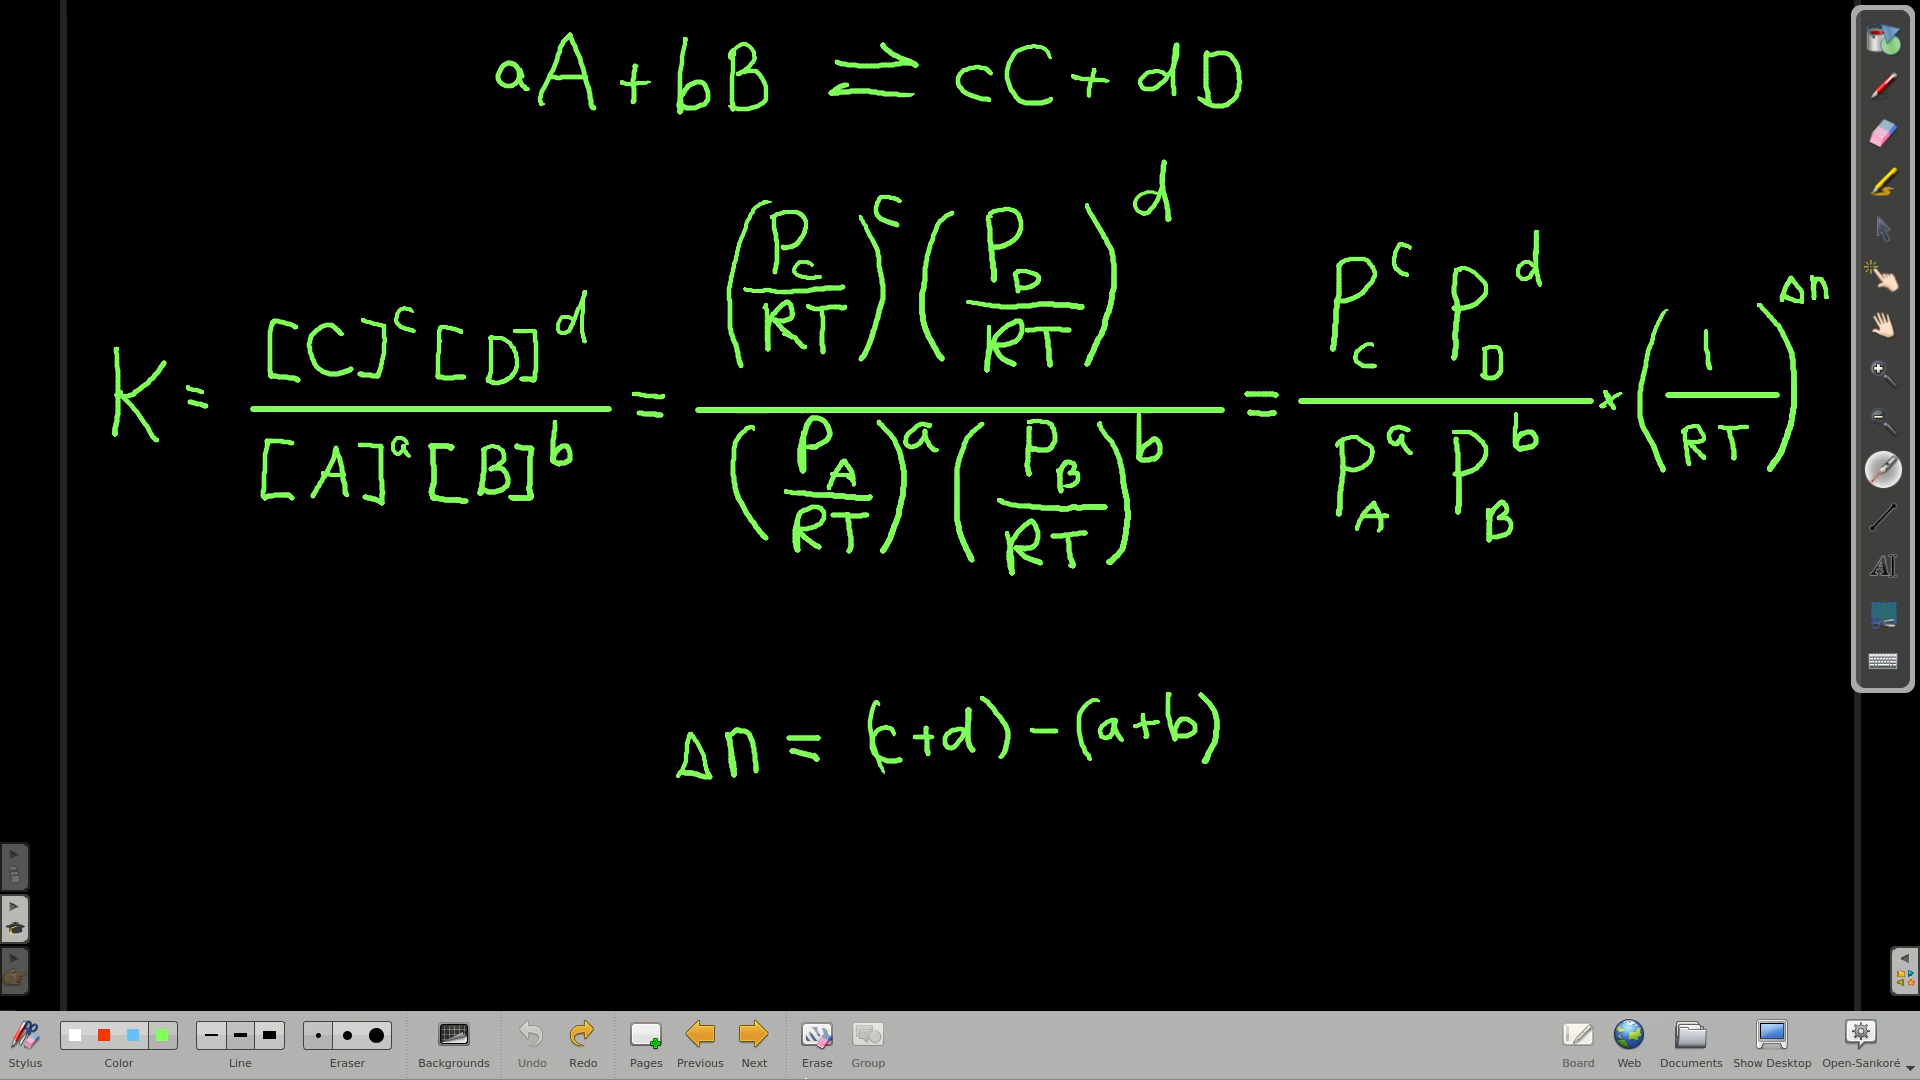 aA + bB ⇌ cC + dD
K = [C]^c [D]^d / [A]^a [B]^b = (P_C/RT)^c (P_D/RT)^d / (P_A/RT)^a (P_B/RT)^b = P_C^c P_D^d / P_A^a P_B^b × (1/RT)^Δn
Δn = (c+d) - (a+b)
AI
Stylus Color Line Eraser Backgrounds Undo Redo Pages Previous Next Erase Group Board Web Documents Show Desktop Open-Sankoré